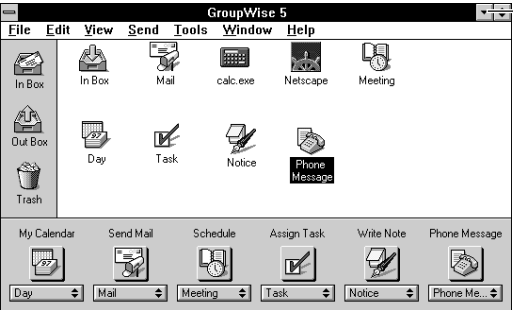 GroupWise 5
File Edit View Send Tools Window Help
In Box
Out Box
Trash
In Box Mail calc.exe Netscape Meeting
Day Task Notice Phone
Message
My Calendar Send Mail Schedule Assign Task Write Note Phone Message
Day Mail Meeting Task Notice Phone Me...